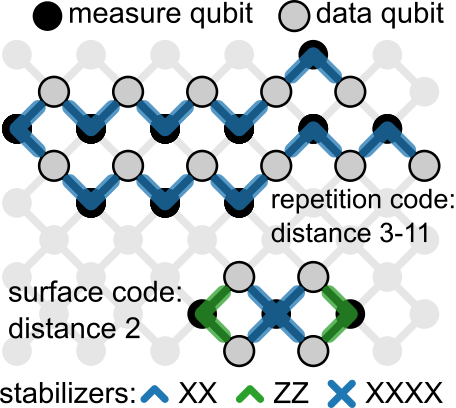 measure qubit data qubit
repetition code:
distance 3-11
surface code:
distance 2
stabilizers: XX ZZ XXXX